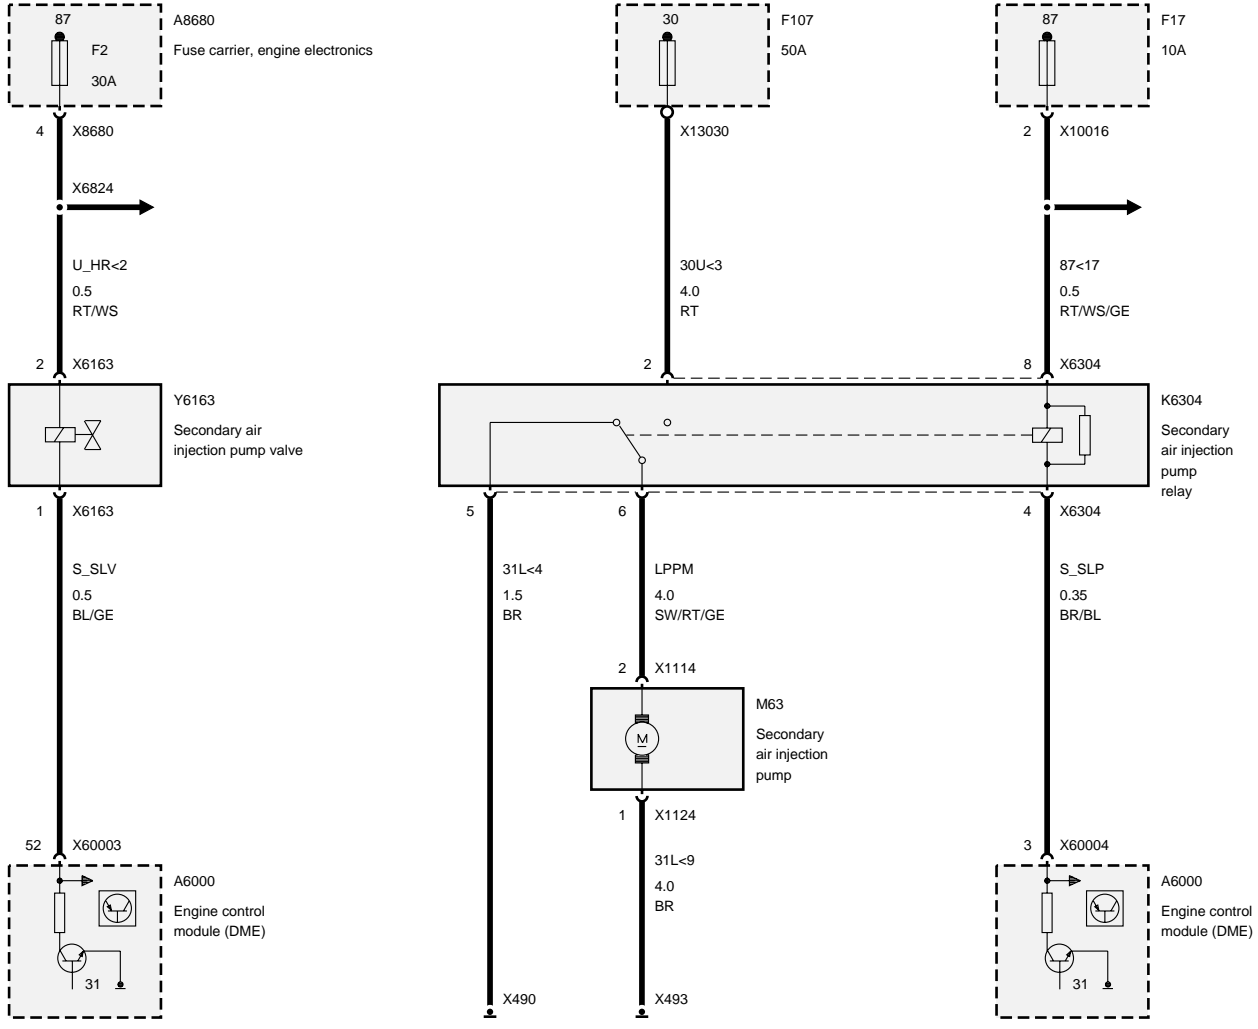 87
A8680
F2
Fuse carrier, engine electronics
30A
30
F107
50A
87
F17
10A
4
X8680
X13030
2
X10016
X6824
U_HR<2
0.5
RT/WS
30U<3
4.0
RT
87<17
0.5
RT/WS/GE
2
X6163
2
8
X6304
Y6163
Secondary air
injection pump valve
K6304
Secondary
air injection
pump
relay
1
X6163
5
6
4
X6304
S_SLV
0.5
BL/GE
31L<4
1.5
BR
LPPM
4.0
SW/RT/GE
S_SLP
0.35
BR/BL
2
X1114
M
M63
Secondary
air injection
pump
1
X1124
52
X60003
31L<9
4.0
BR
3
X60004
A6000
Engine control
module (DME)
31
A6000
Engine control
module (DME)
31
X490
X493